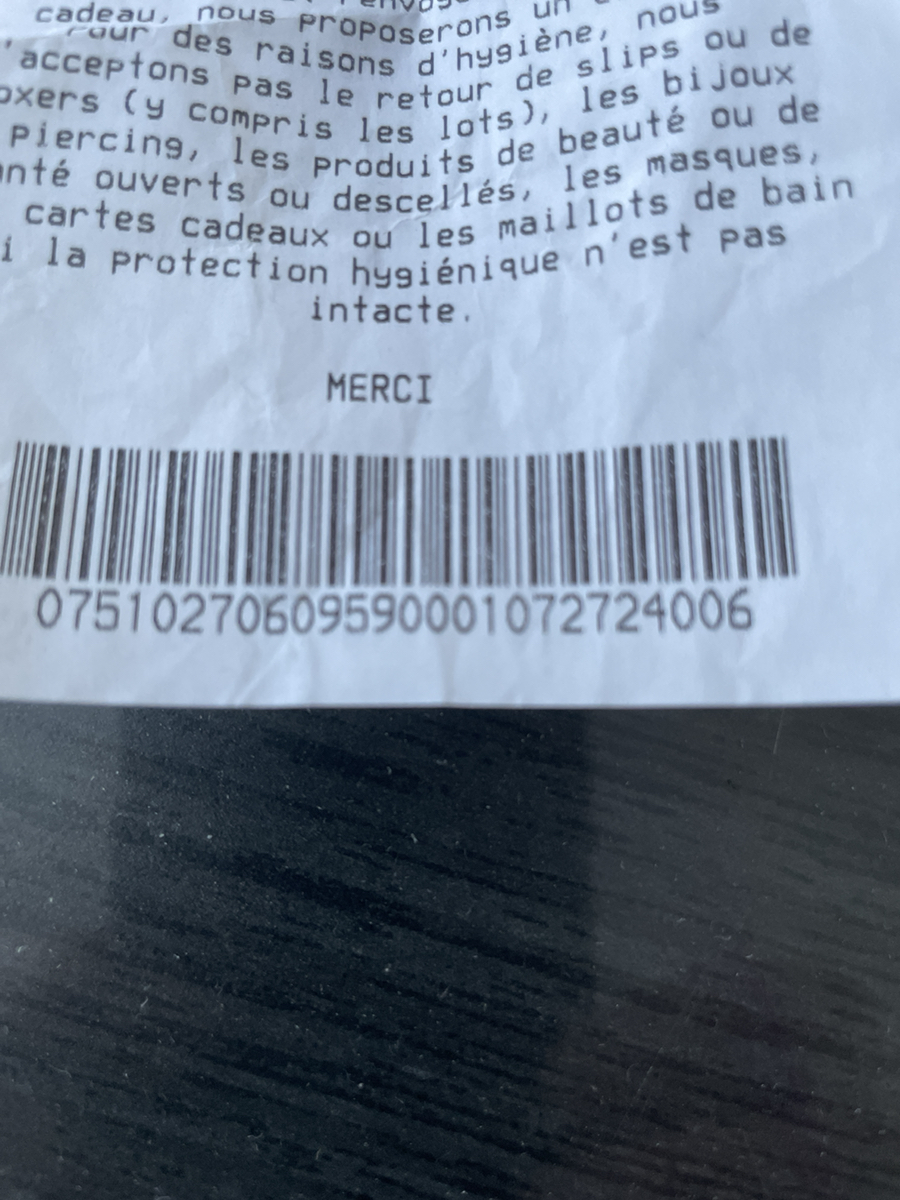 cadeau, nous proposerons un
Pour des raisons d'hygiène, nous
acceptons pas le retour de slips ou de
oxers (y compris les lots), les bijoux
piercing, les produits de beauté ou de
nté ouverts ou descellés, les masques,
cartes cadeaux ou les maillots de bain
i la protection hygiénique n'est pas
intacte.
MERCI
07510270609590001072724006